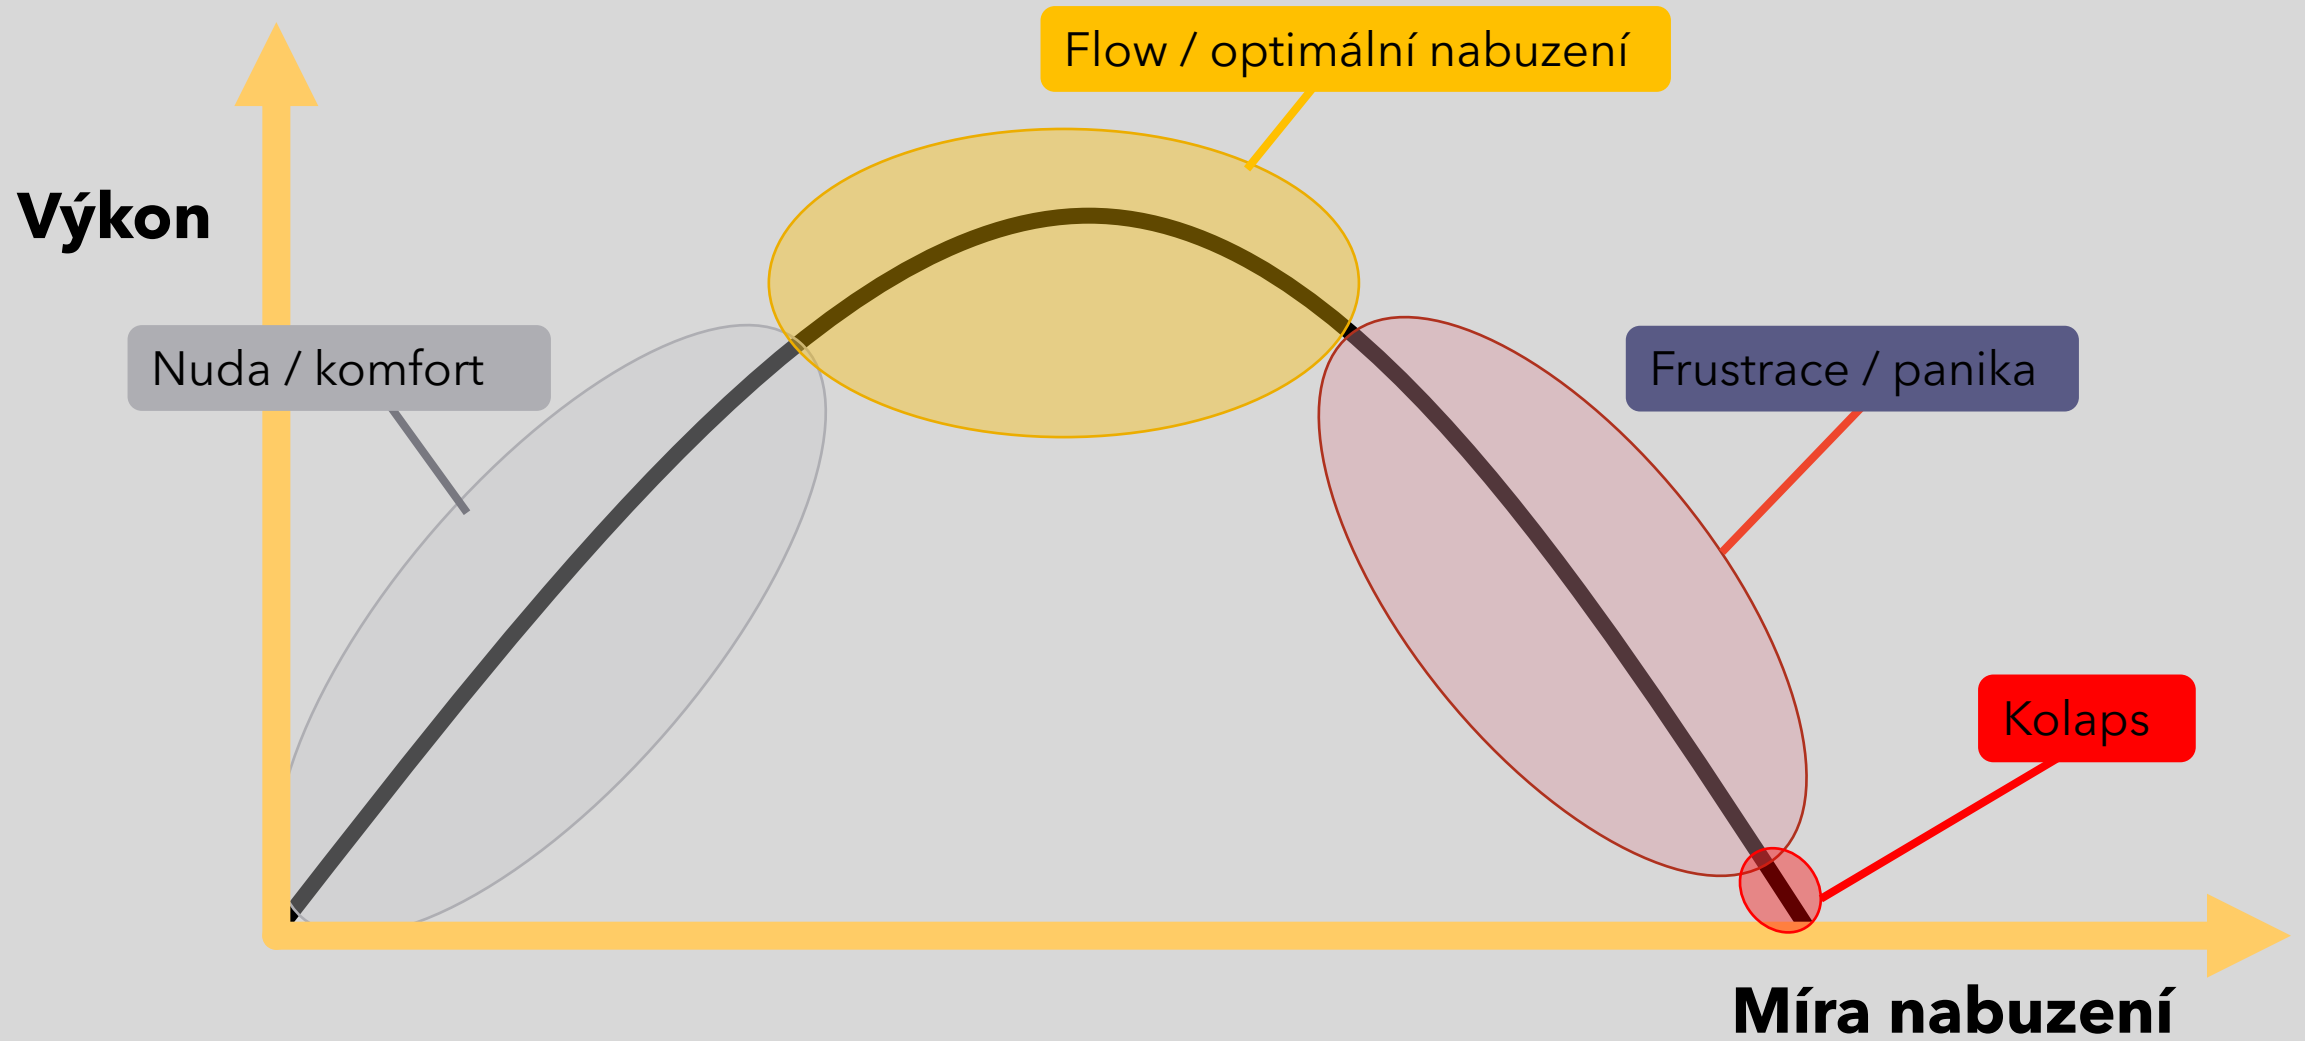 Flow / optimální nabuzení
Výkon
Nuda / komfort
Frustrace / panika
Kolaps
Míra nabuzení